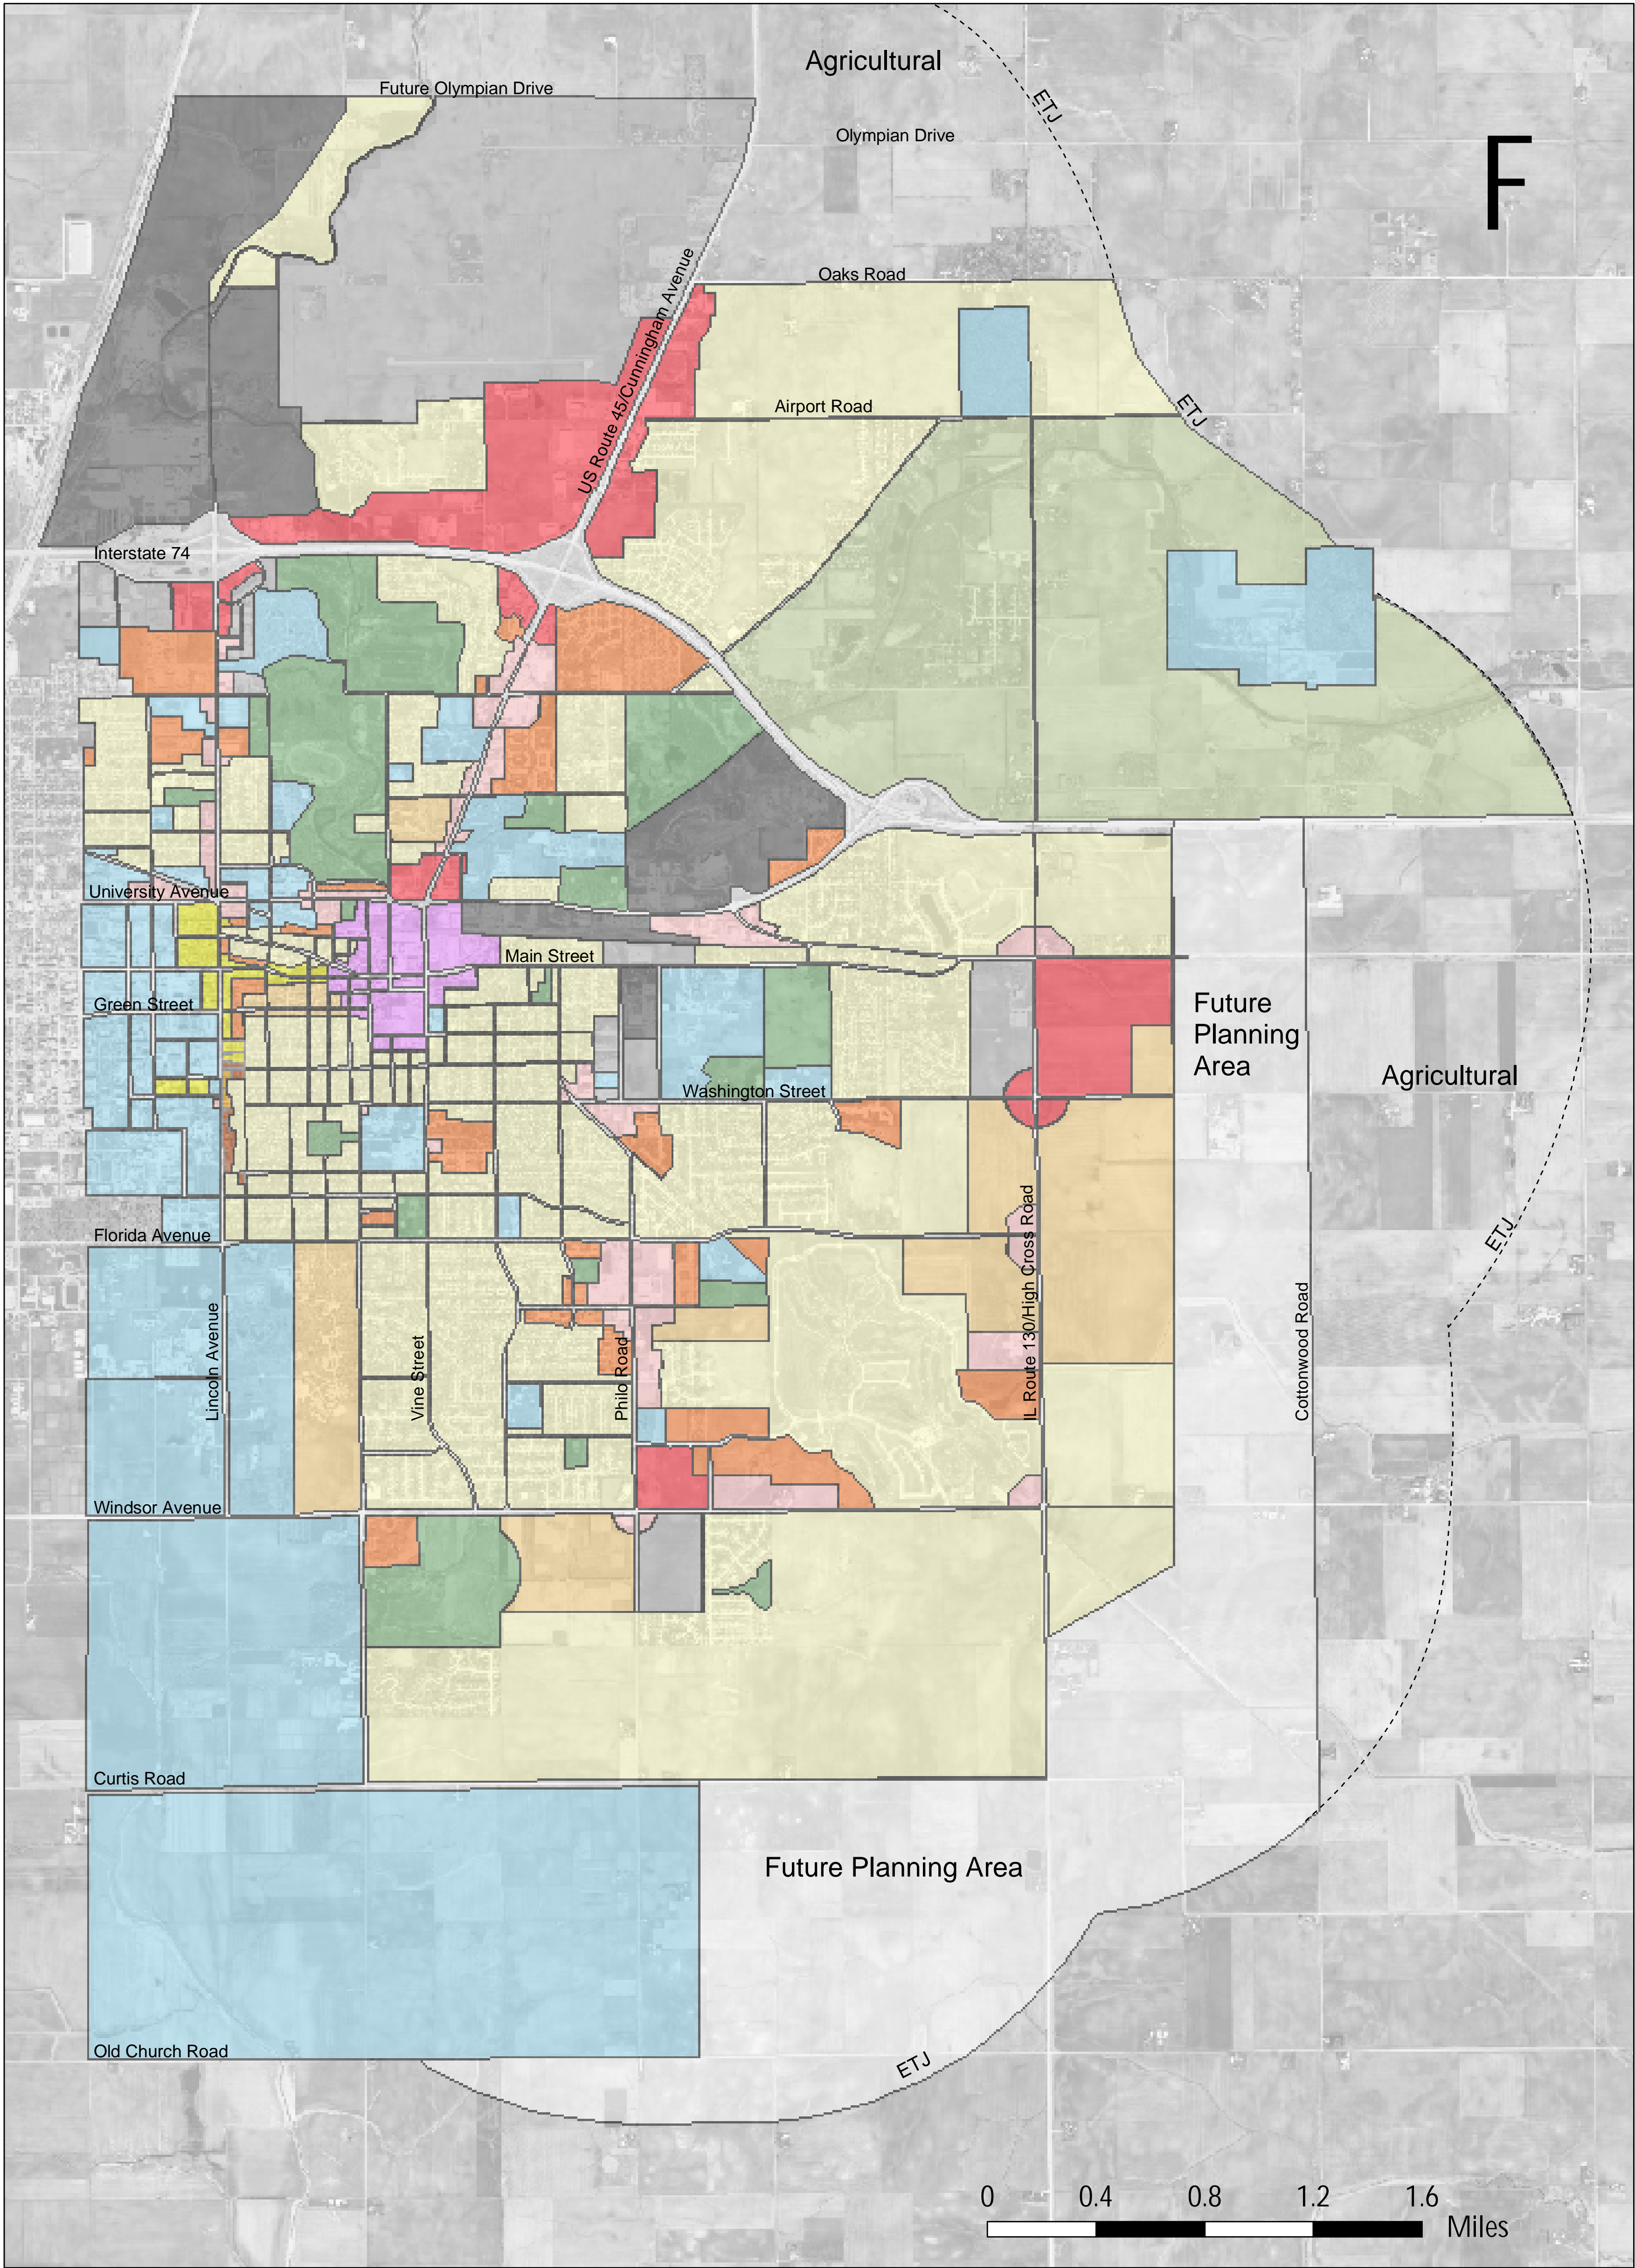 Agricultural
Future Olympian Drive
ETJ
Olympian Drive
F
US Route 45/Cunningham Avenue
Oaks Road
Airport Road
ETJ
Interstate 74
University Avenue
Main Street
Green Street
Future
Planning
Area
Agricultural
Washington Street
Florida Avenue
IL Route 130/High Cross Road
ETJ
Lincoln Avenue
Vine Street
Philo Road
Cottonwood Road
Windsor Avenue
Curtis Road
Future Planning Area
Old Church Road
ETJ
0 0.4 0.8 1.2 1.6
Miles